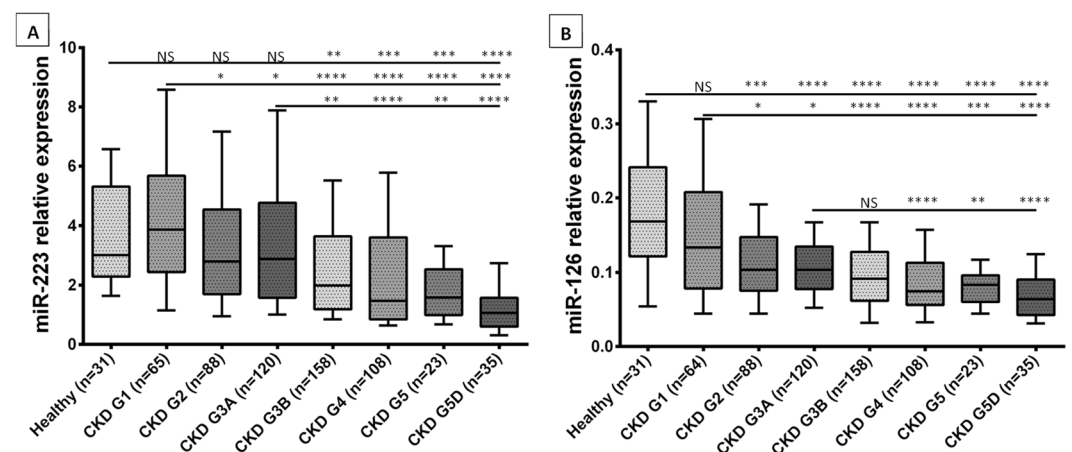 A
miR-223 relative expression
10
8
6
4
2
0
NS NS NS ** *** *** ****
* * **** **** **** ****
** **** ** ****
Healthy (n=31)
CKD G1 (n=65)
CKD G2 (n=88)
CKD G3A (n=120)
CKD G3B (n=158)
CKD G4 (n=108)
CKD G5 (n=23)
CKD G5D (n=35)
B
miR-126 relative expression
0.4
0.3
0.2
0.1
0.0
NS *** **** **** **** **** ****
* * **** **** *** ****
NS **** ** ****
Healthy (n=31)
CKD G1 (n=64)
CKD G2 (n=88)
CKD G3A (n=120)
CKD G3B (n=158)
CKD G4 (n=108)
CKD G5 (n=23)
CKD G5D (n=35)